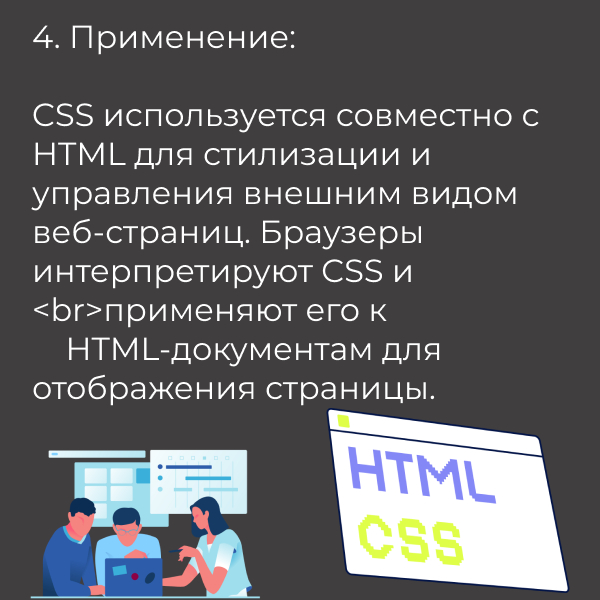 4. Применение:
CSS используется совместно с
HTML для стилизации и
управления внешним видом
веб-страниц. Браузеры
интерпретируют CSS и
<br>применяют его к
HTML-документам для
отображения страницы.
HTML
CSS